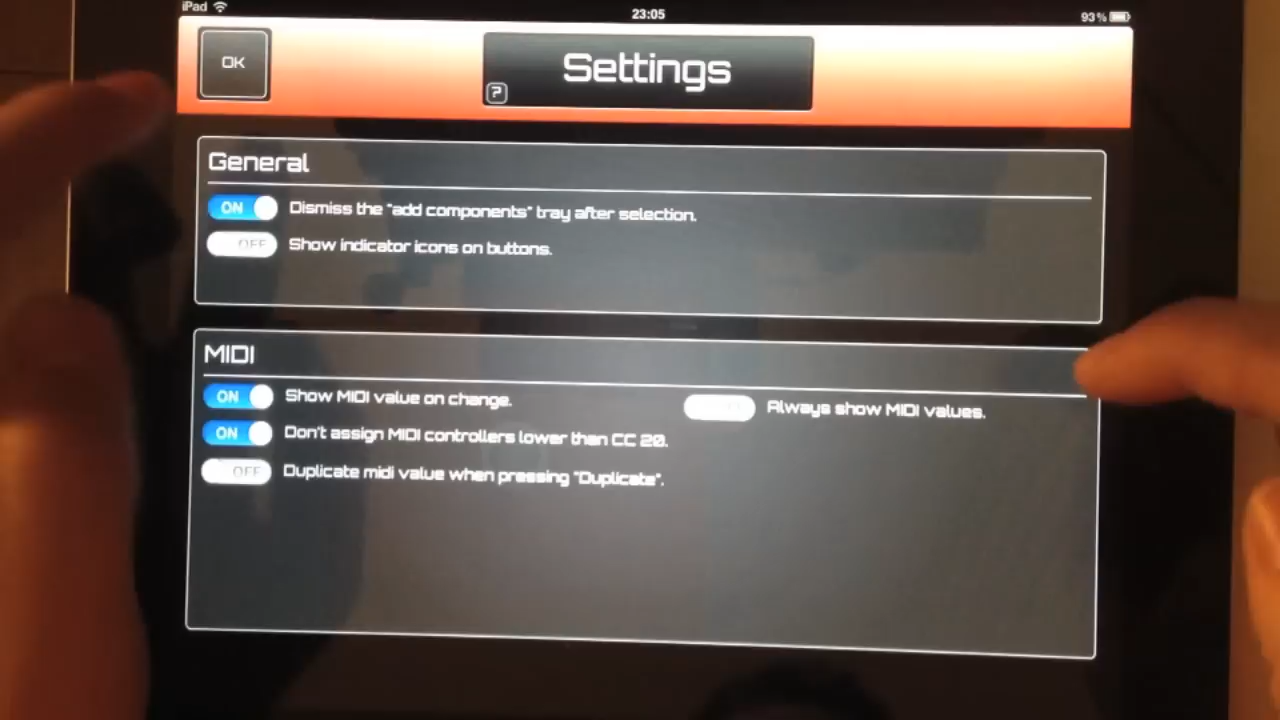 iPad
23:05
93%
OK
Settings
?
General
ON Dismiss the "add components" tray after selection.
OFF Show indicator icons on buttons.
MIDI
ON Show MIDI value on change.
Always show MIDI values.
ON Don't assign MIDI controllers lower than CC 20.
OFF Duplicate midi value when pressing "Duplicate".